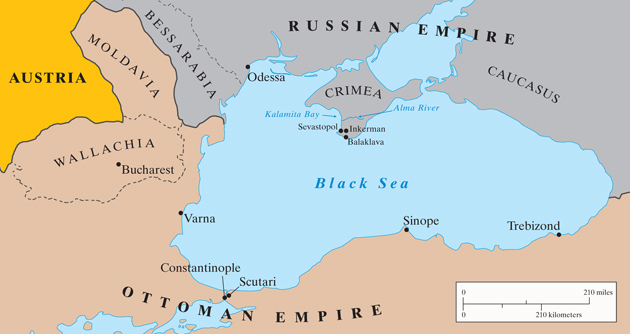 RUSSIAN EMPIRE
BESSARABIA
MOLDAVIA
AUSTRIA
Odessa
CRIMEA
CAUCASUS
Kalamita Bay
Alma River
Sevastopol
Inkerman
Balaklava
WALLACHIA
Bucharest
Black Sea
Varna
Sinope
Trebizond
Constantinople
Scutari
OTTOMAN EMPIRE
0 210 miles
0 210 kilometers